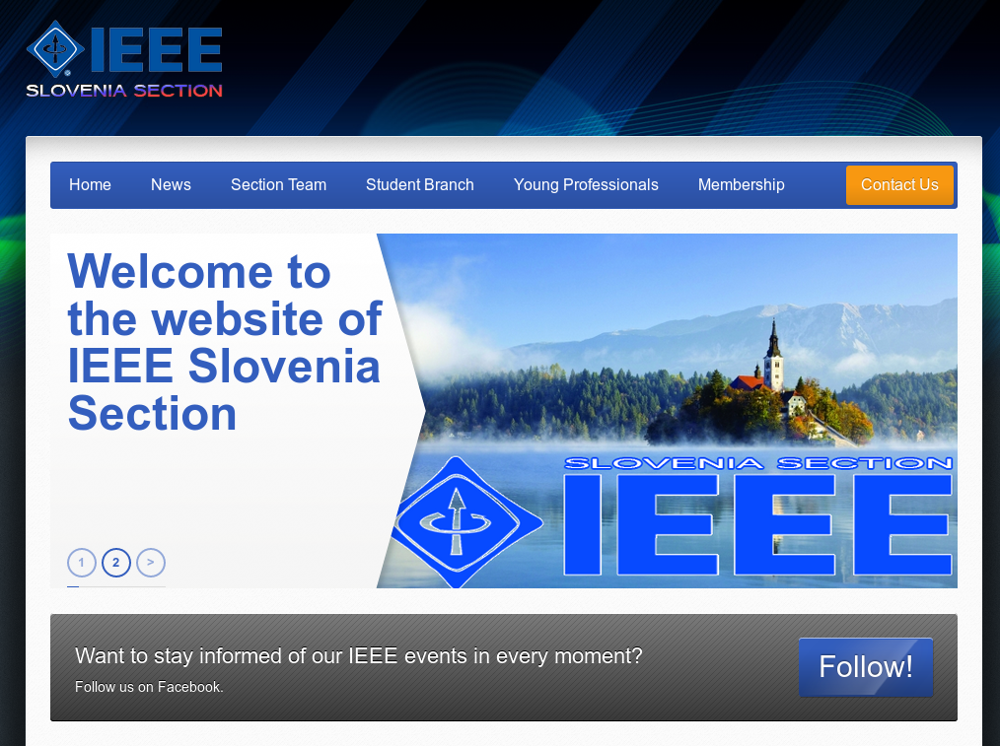 IEEE
SLOVENIA SECTION
Home News Section Team Student Branch Young Professionals Membership Contact Us
Welcome to
the website of
IEEE Slovenia
Section
SLOVENIA SECTION
IEEE
1 2 >
Want to stay informed of our IEEE events in every moment?
Follow us on Facebook.
Follow!